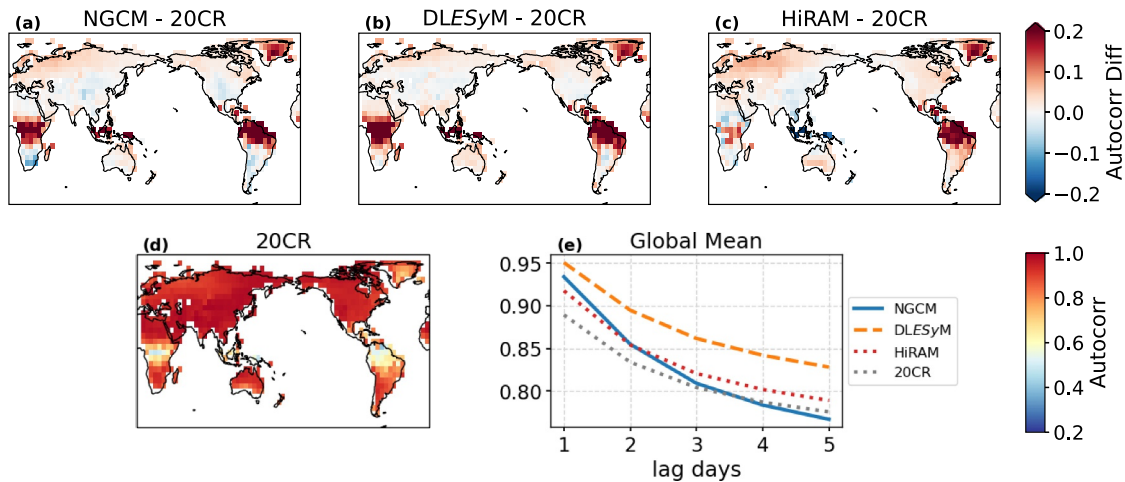 (a) NGCM - 20CR
(b) DLESyM - 20CR
(c) HiRAM - 20CR
0.2
0.1
0.0
−0.1
−0.2
Autocorr Diff
(d) 20CR
(e) Global Mean
0.95
0.90
0.85
0.80
1 2 3 4 5
lag days
NGCM
DLESyM
HiRAM
20CR
1.0
0.8
0.6
0.4
0.2
Autocorr